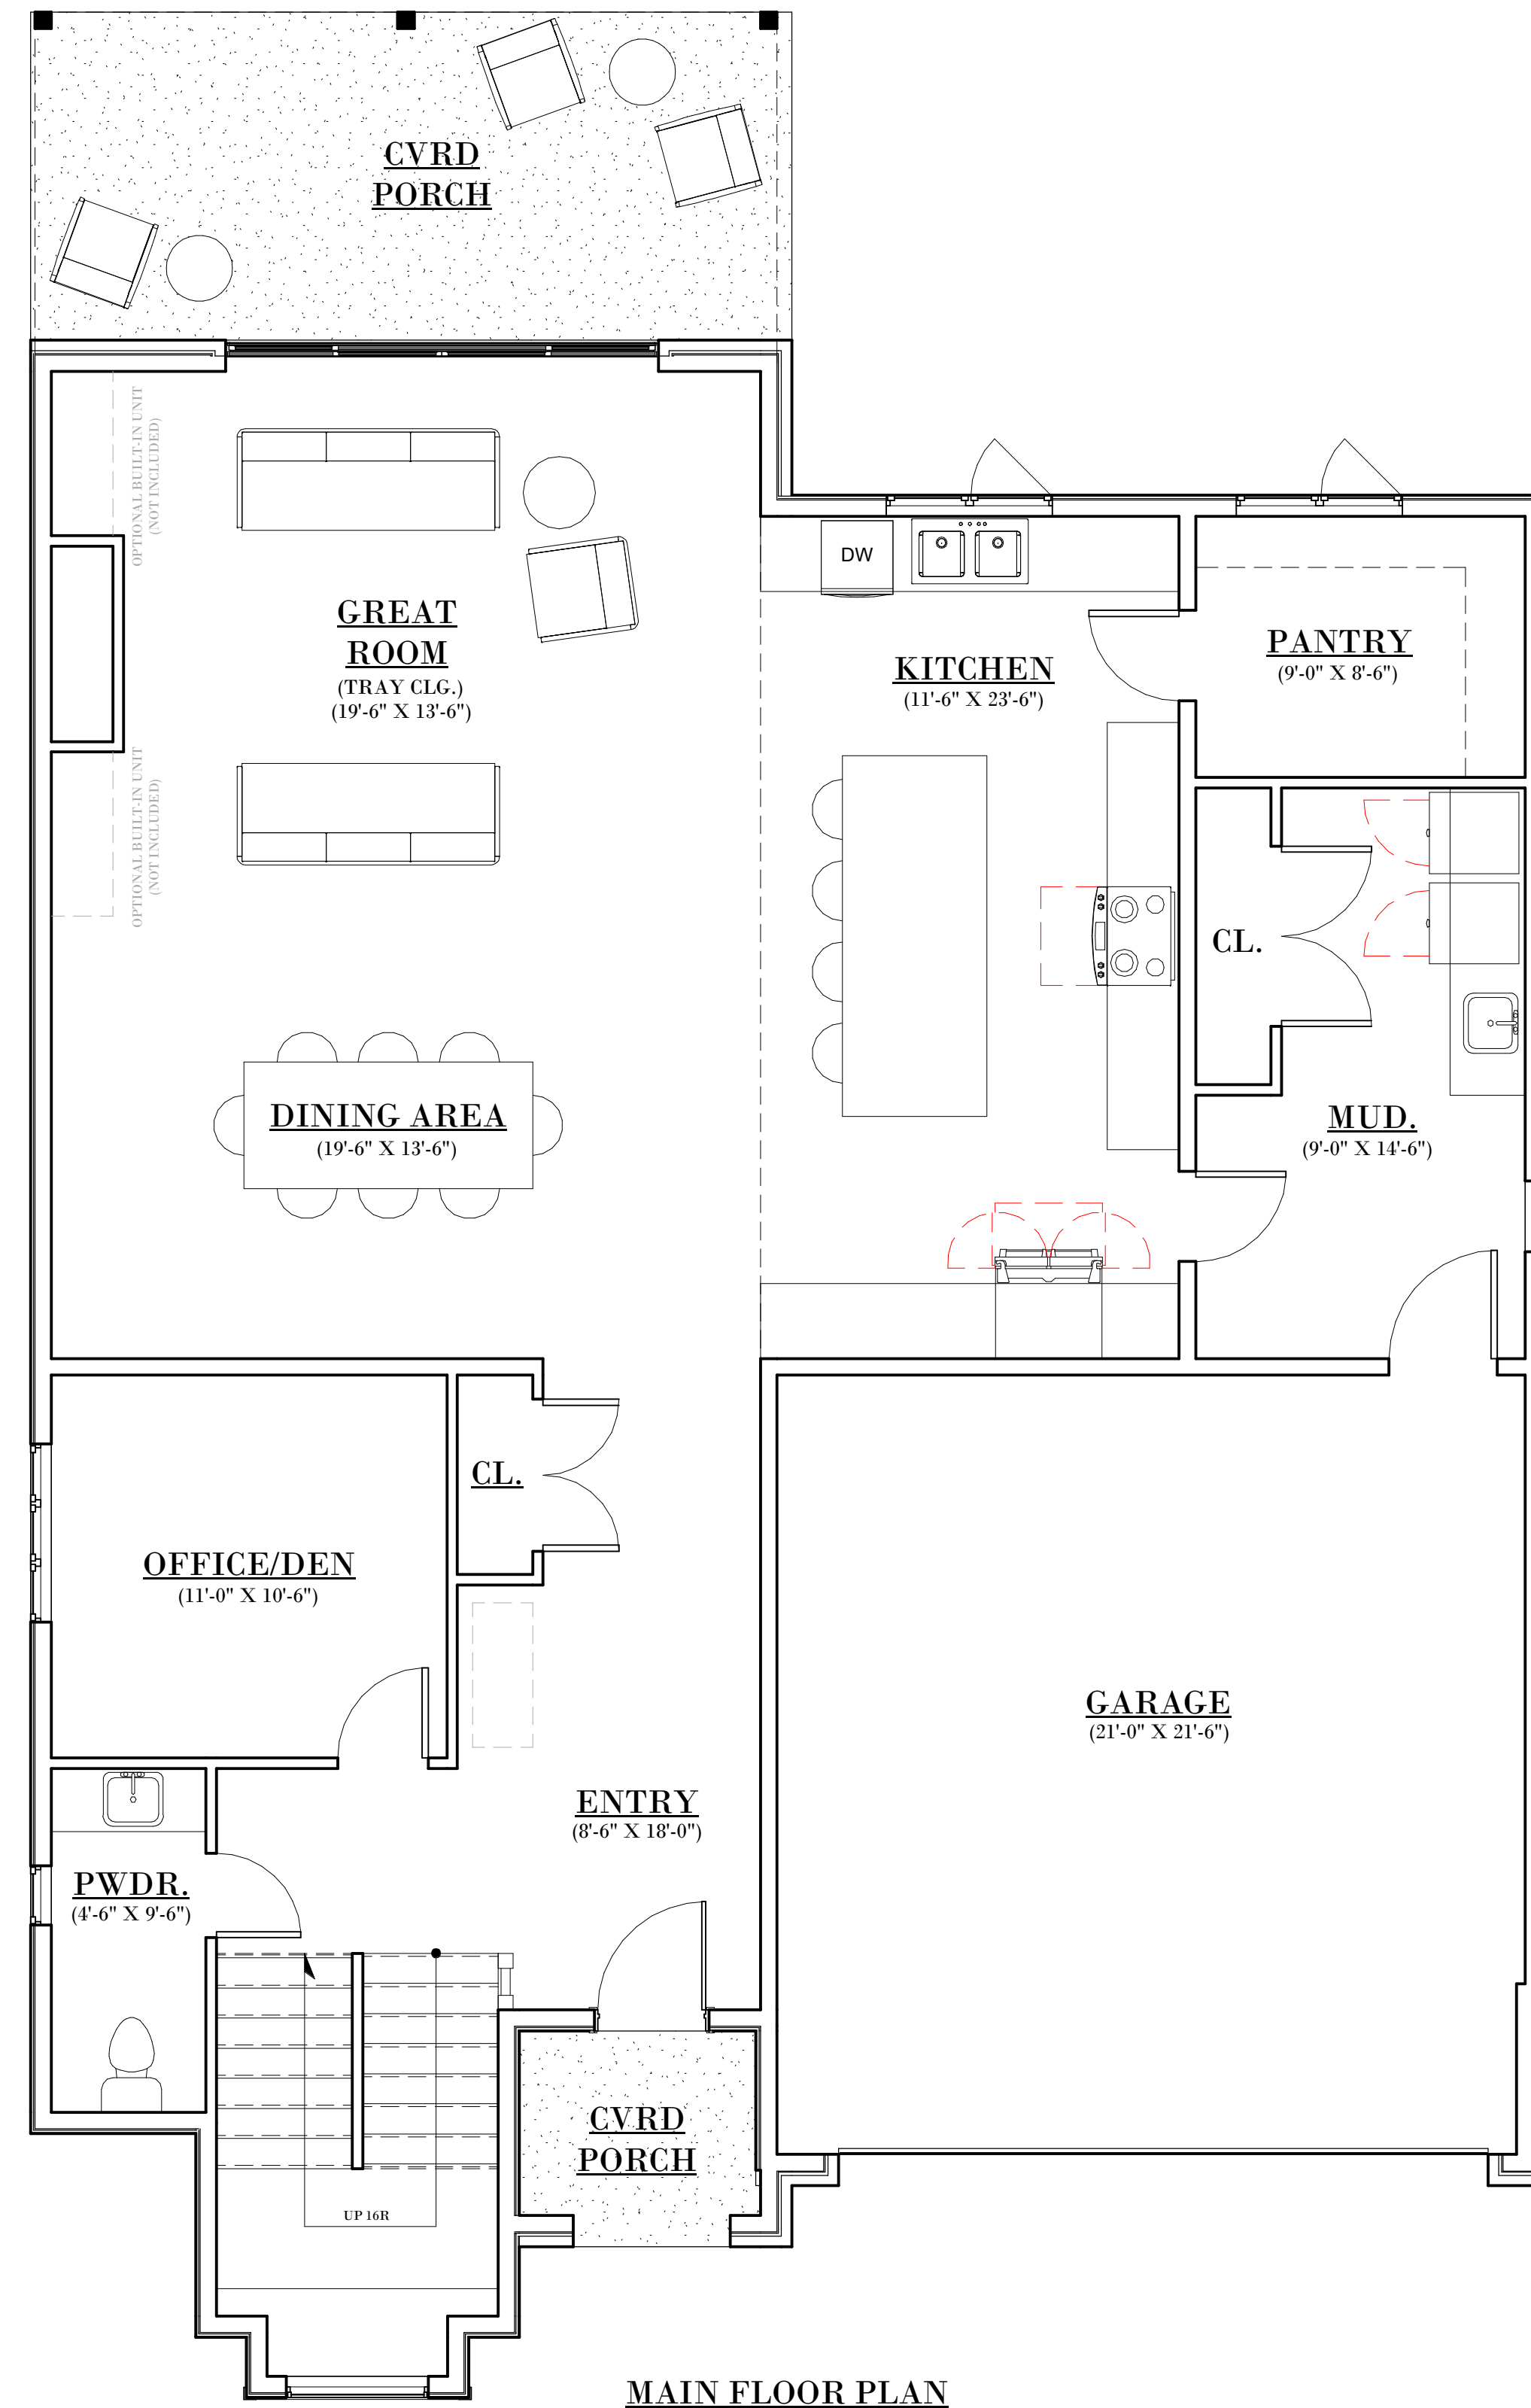 CVRD
PORCH
OPTIONAL BUILT-IN UNIT
(NOT INCLUDED)
DW
GREAT
ROOM
(TRAY CLG.)
(19'-6" X 13'-6")
KITCHEN
(11'-6" X 23'-6")
PANTRY
(9'-0" X 8'-6")
OPTIONAL BUILT-IN UNIT
(NOT INCLUDED)
CL.
DINING AREA
(19'-6" X 13'-6")
MUD.
(9'-0" X 14'-6")
CL.
OFFICE/DEN
(11'-0" X 10'-6")
GARAGE
(21'-0" X 21'-6")
ENTRY
(8'-6" X 18'-0")
PWDR.
(4'-6" X 9'-6")
CVRD
PORCH
UP 16R
MAIN FLOOR PLAN